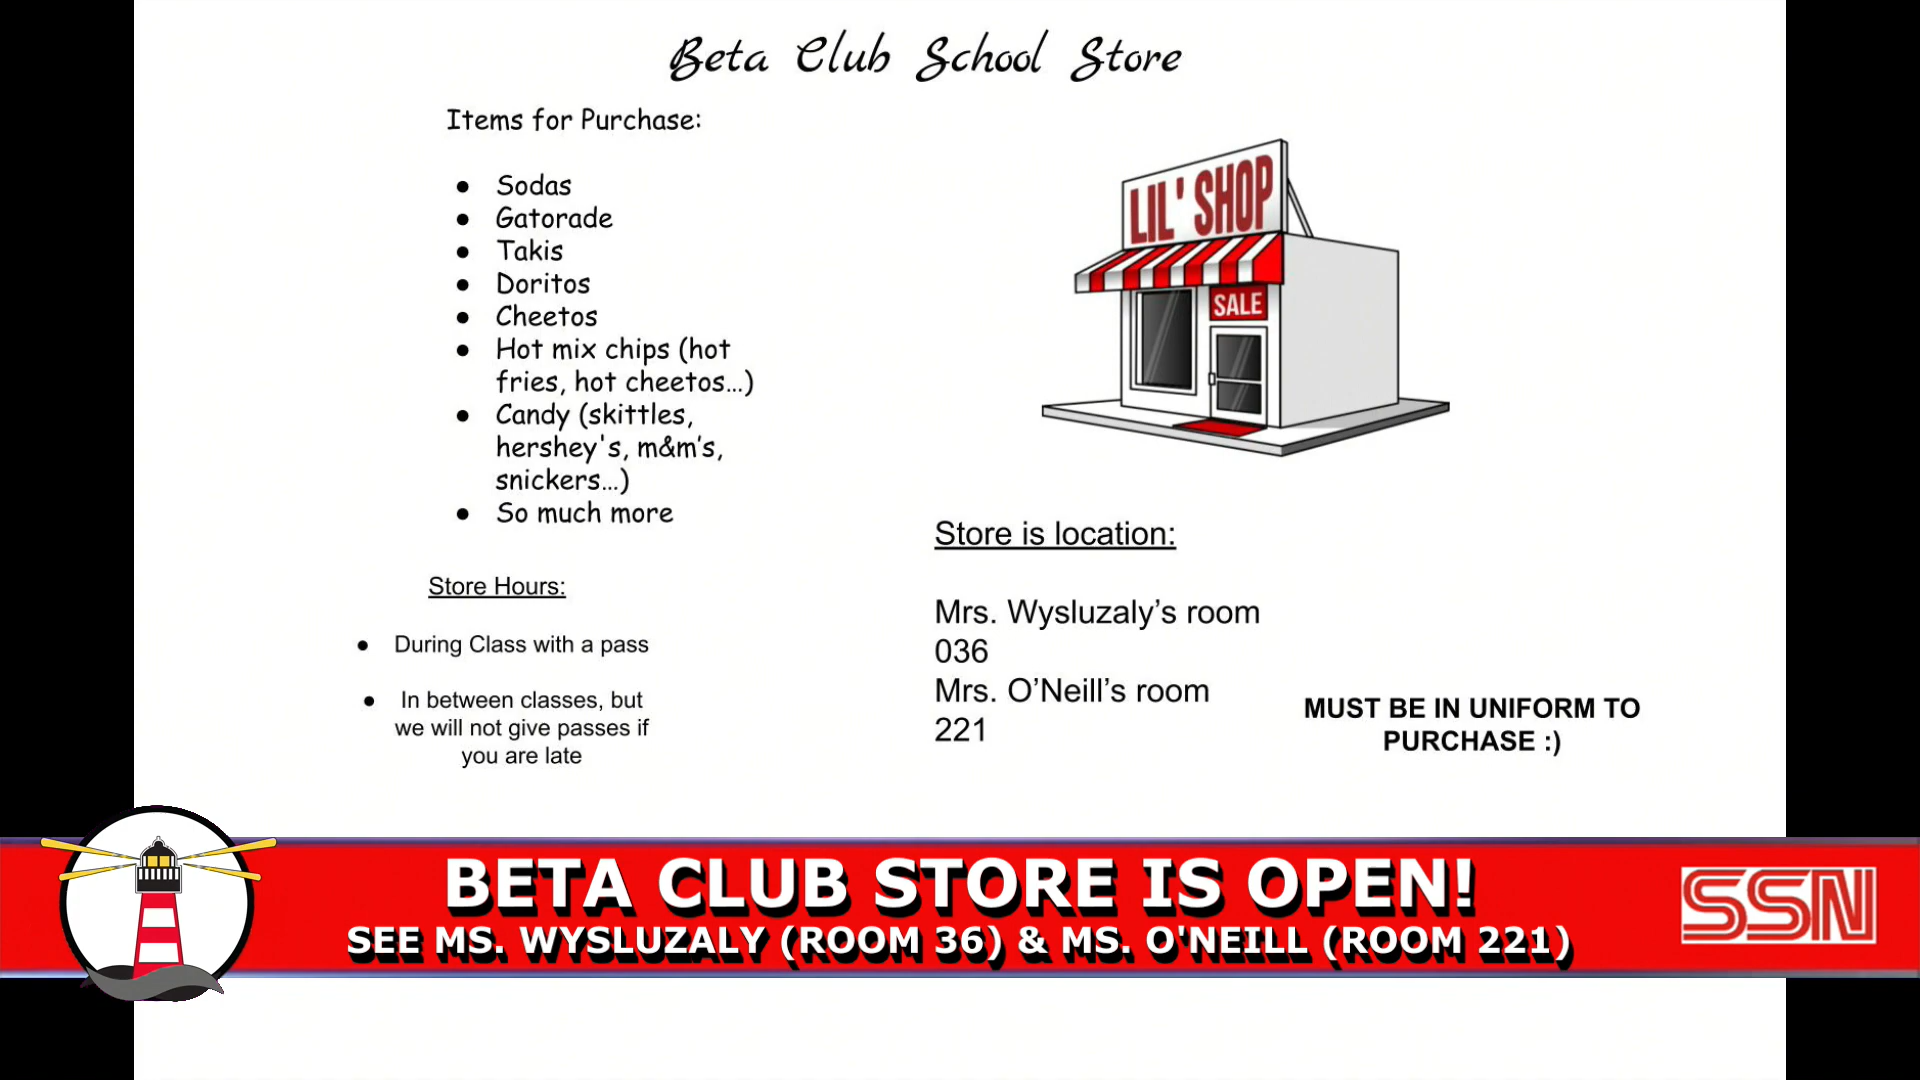 Beta Club School Store
Items for Purchase:
● Sodas
● Gatorade
● Takis
● Doritos
● Cheetos
● Hot mix chips (hot
fries, hot cheetos...)
● Candy (skittles,
hershey's, m&m's,
snickers...)
● So much more
LIL' SHOP
SALE
Store Hours:
● During Class with a pass
● In between classes, but
we will not give passes if
you are late
Store is location:
Mrs. Wysluzaly’s room
036
Mrs. O’Neill’s room
221
MUST BE IN UNIFORM TO
PURCHASE :)
BETA CLUB STORE IS OPEN!
SEE MS. WYSLUZALY (ROOM 36) & MS. O'NEILL (ROOM 221)
SSN